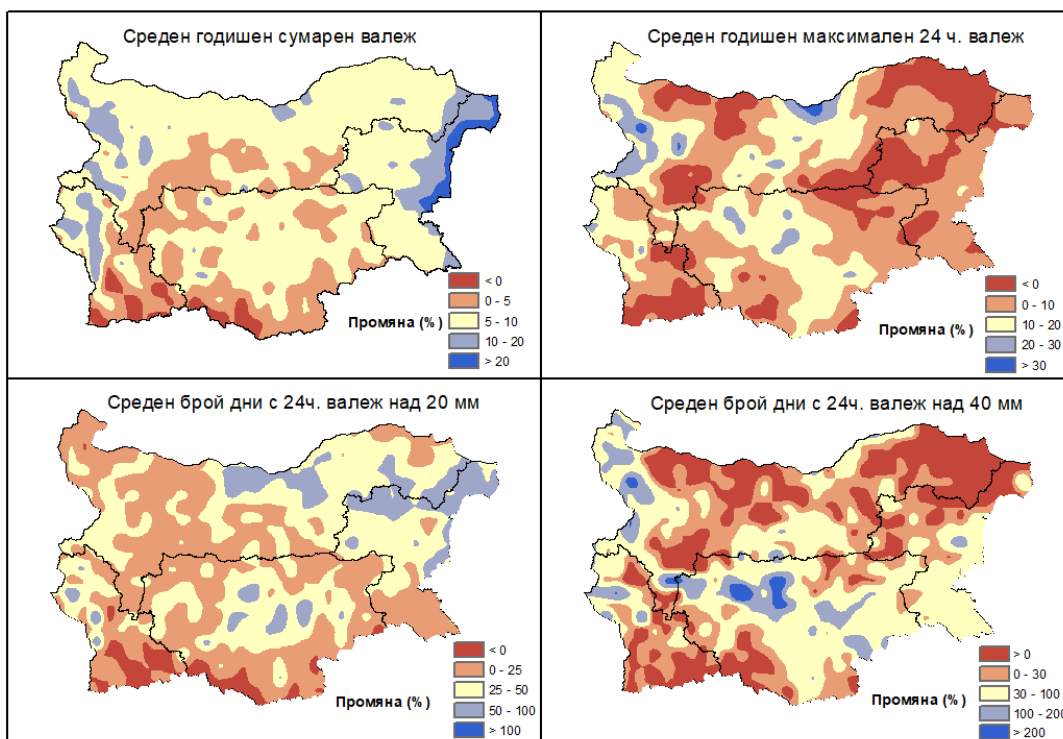 Среден годишен сумарен валеж
< 0
0 - 5
5 - 10
10 - 20
> 20
Промяна (%)
Среден годишен максимален 24 ч. валеж
< 0
0 - 10
10 - 20
20 - 30
> 30
Промяна (%)
Среден брой дни с 24ч. валеж над 20 мм
< 0
0 - 25
25 - 50
50 - 100
> 100
Промяна (%)
Среден брой дни с 24ч. валеж над 40 мм
> 0
0 - 30
30 - 100
100 - 200
> 200
Промяна (%)